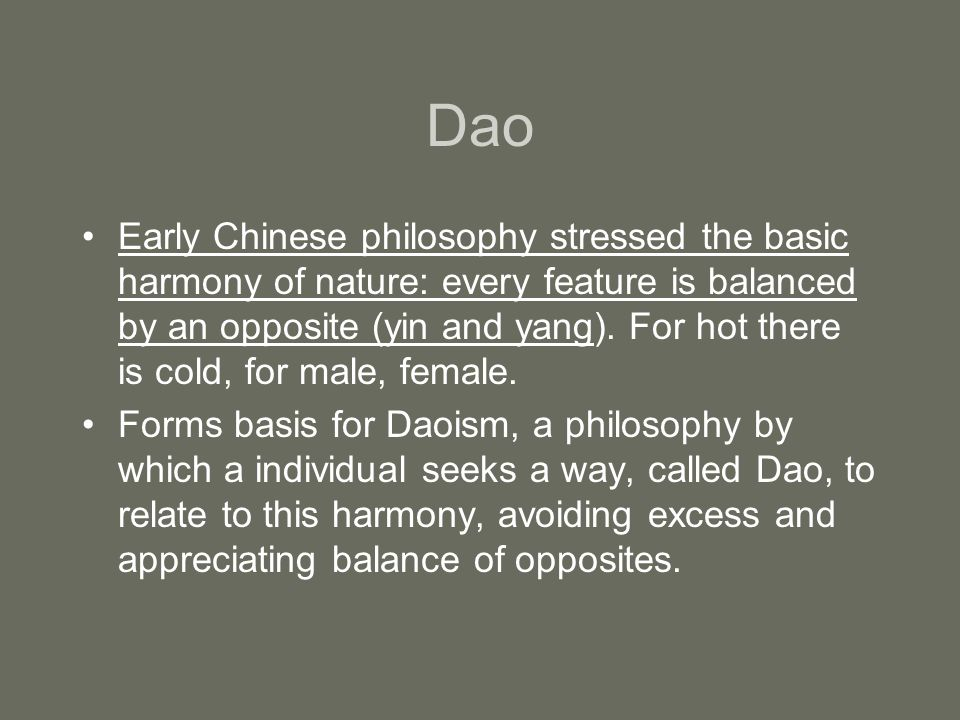 Dao
• Early Chinese philosophy stressed the basic
harmony of nature: every feature is balanced
by an opposite (yin and yang). For hot there
is cold, for male, female.
• Forms basis for Daoism, a philosophy by
which a individual seeks a way, called Dao, to
relate to this harmony, avoiding excess and
appreciating balance of opposites.